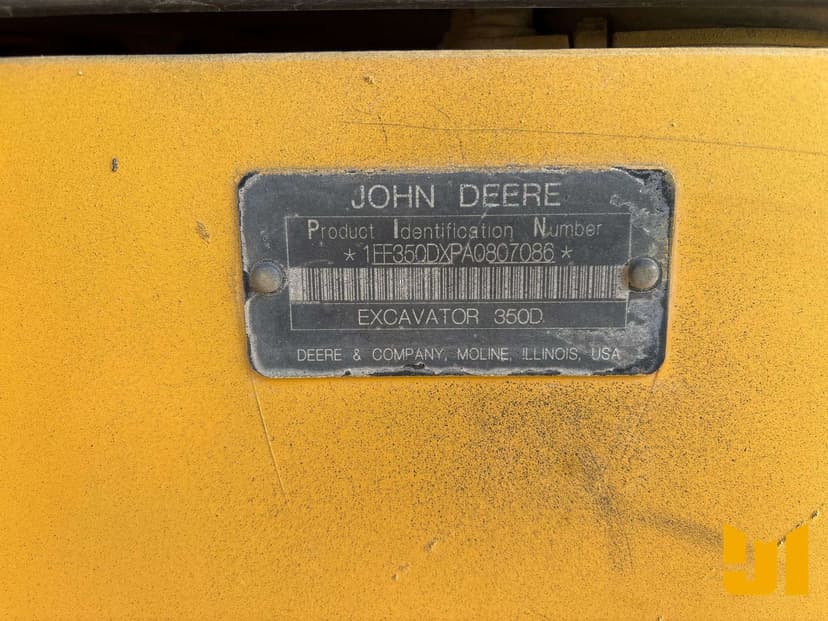 JOHN DEERE
Product Identification Number
* 1FF350DXPA0807086 *
EXCAVATOR 350D
DEERE & COMPANY, MOLINE, ILLINOIS, USA